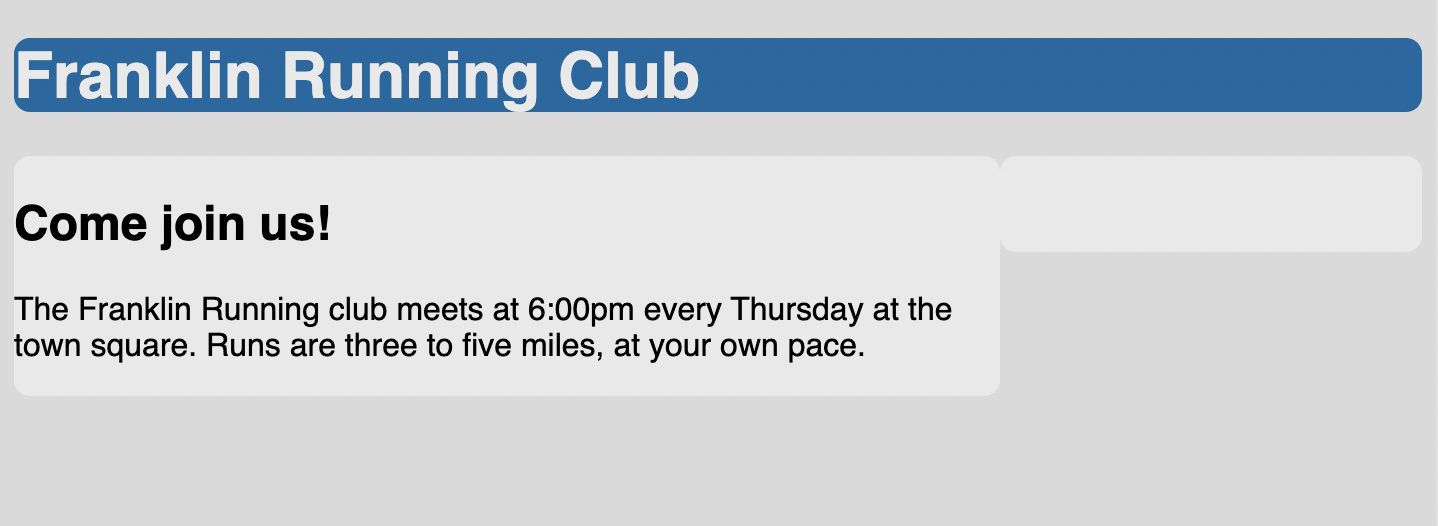 Franklin Running Club
Come join us!
The Franklin Running club meets at 6:00pm every Thursday at the
town square. Runs are three to five miles, at your own pace.